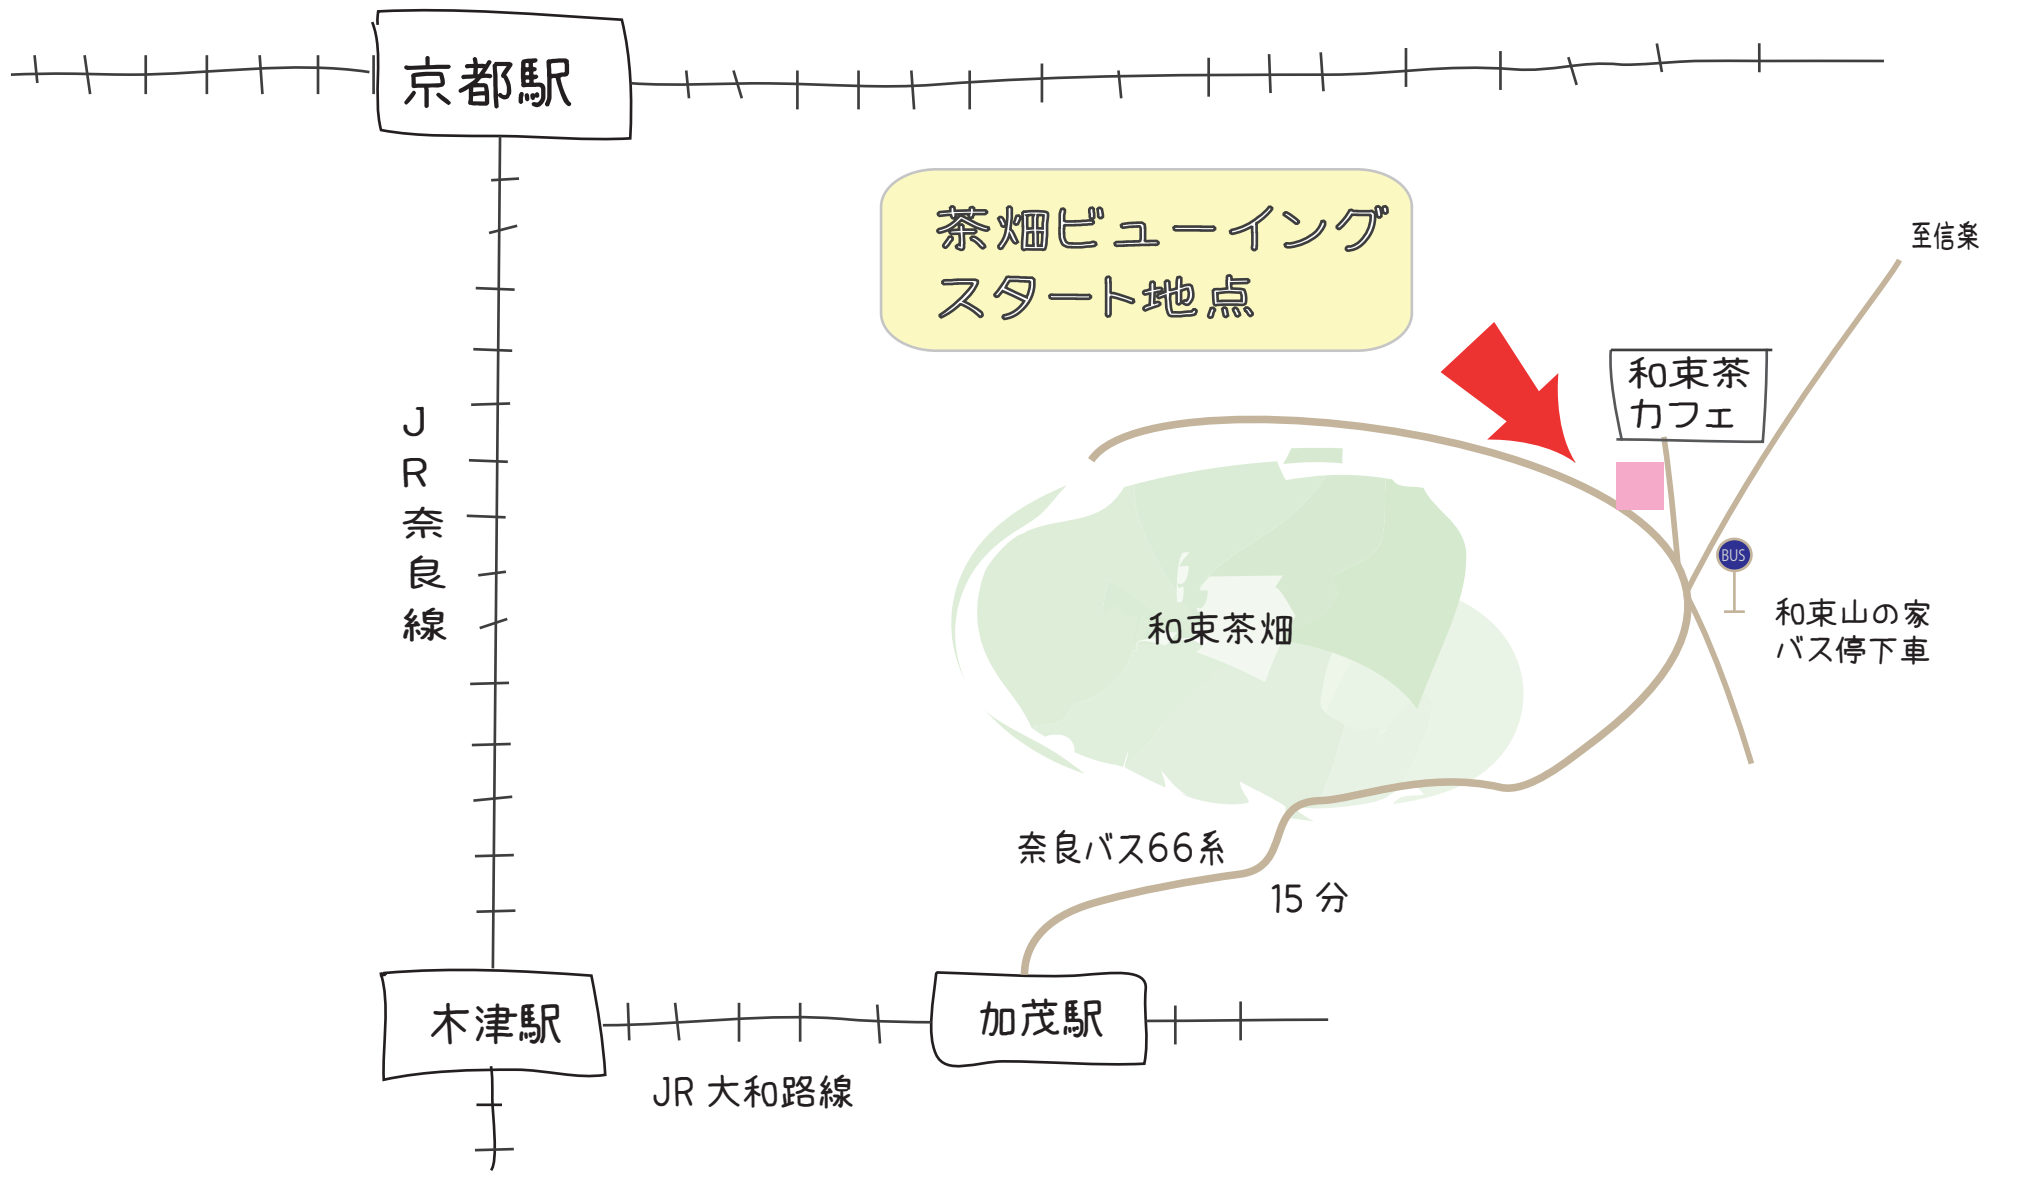 京都駅
茶畑ビューイング
スタート地点
至信楽
和束茶
カフェ
JR奈良線
BUS
和束茶畑
和束山の家
バス停下車
奈良バス66系
15 分
木津駅
加茂駅
JR 大和路線